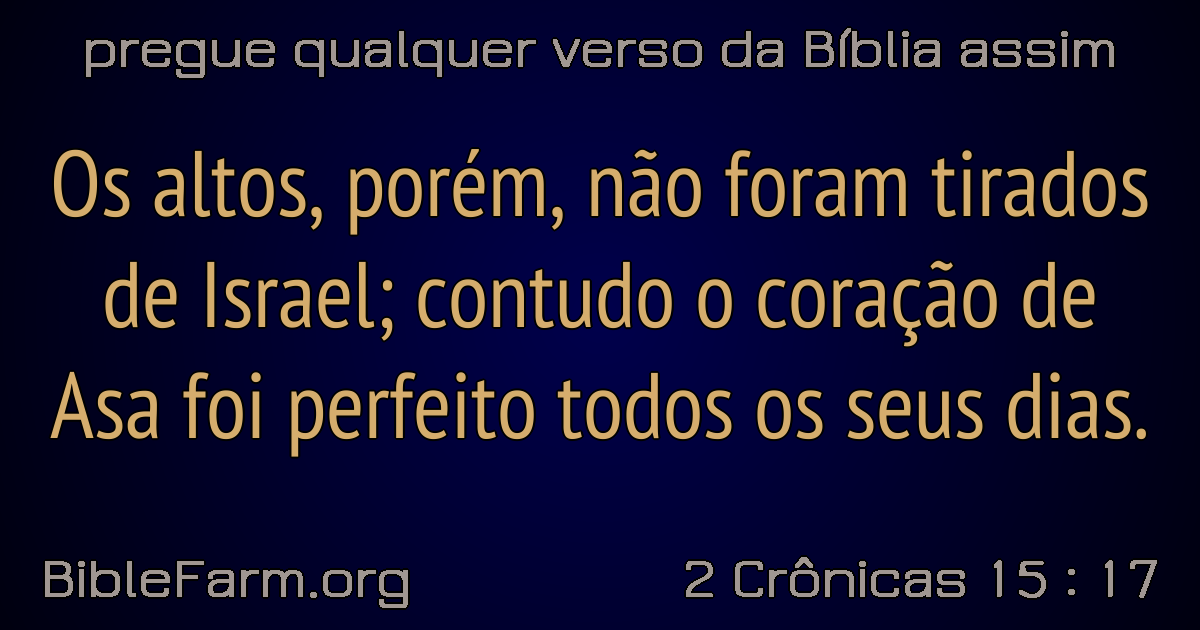 pregue qualquer verso da Bíblia assim
Os altos, porém, não foram tirados
de Israel; contudo o coração de
Asa foi perfeito todos os seus dias.
BibleFarm.org
2 Crônicas 15 : 17